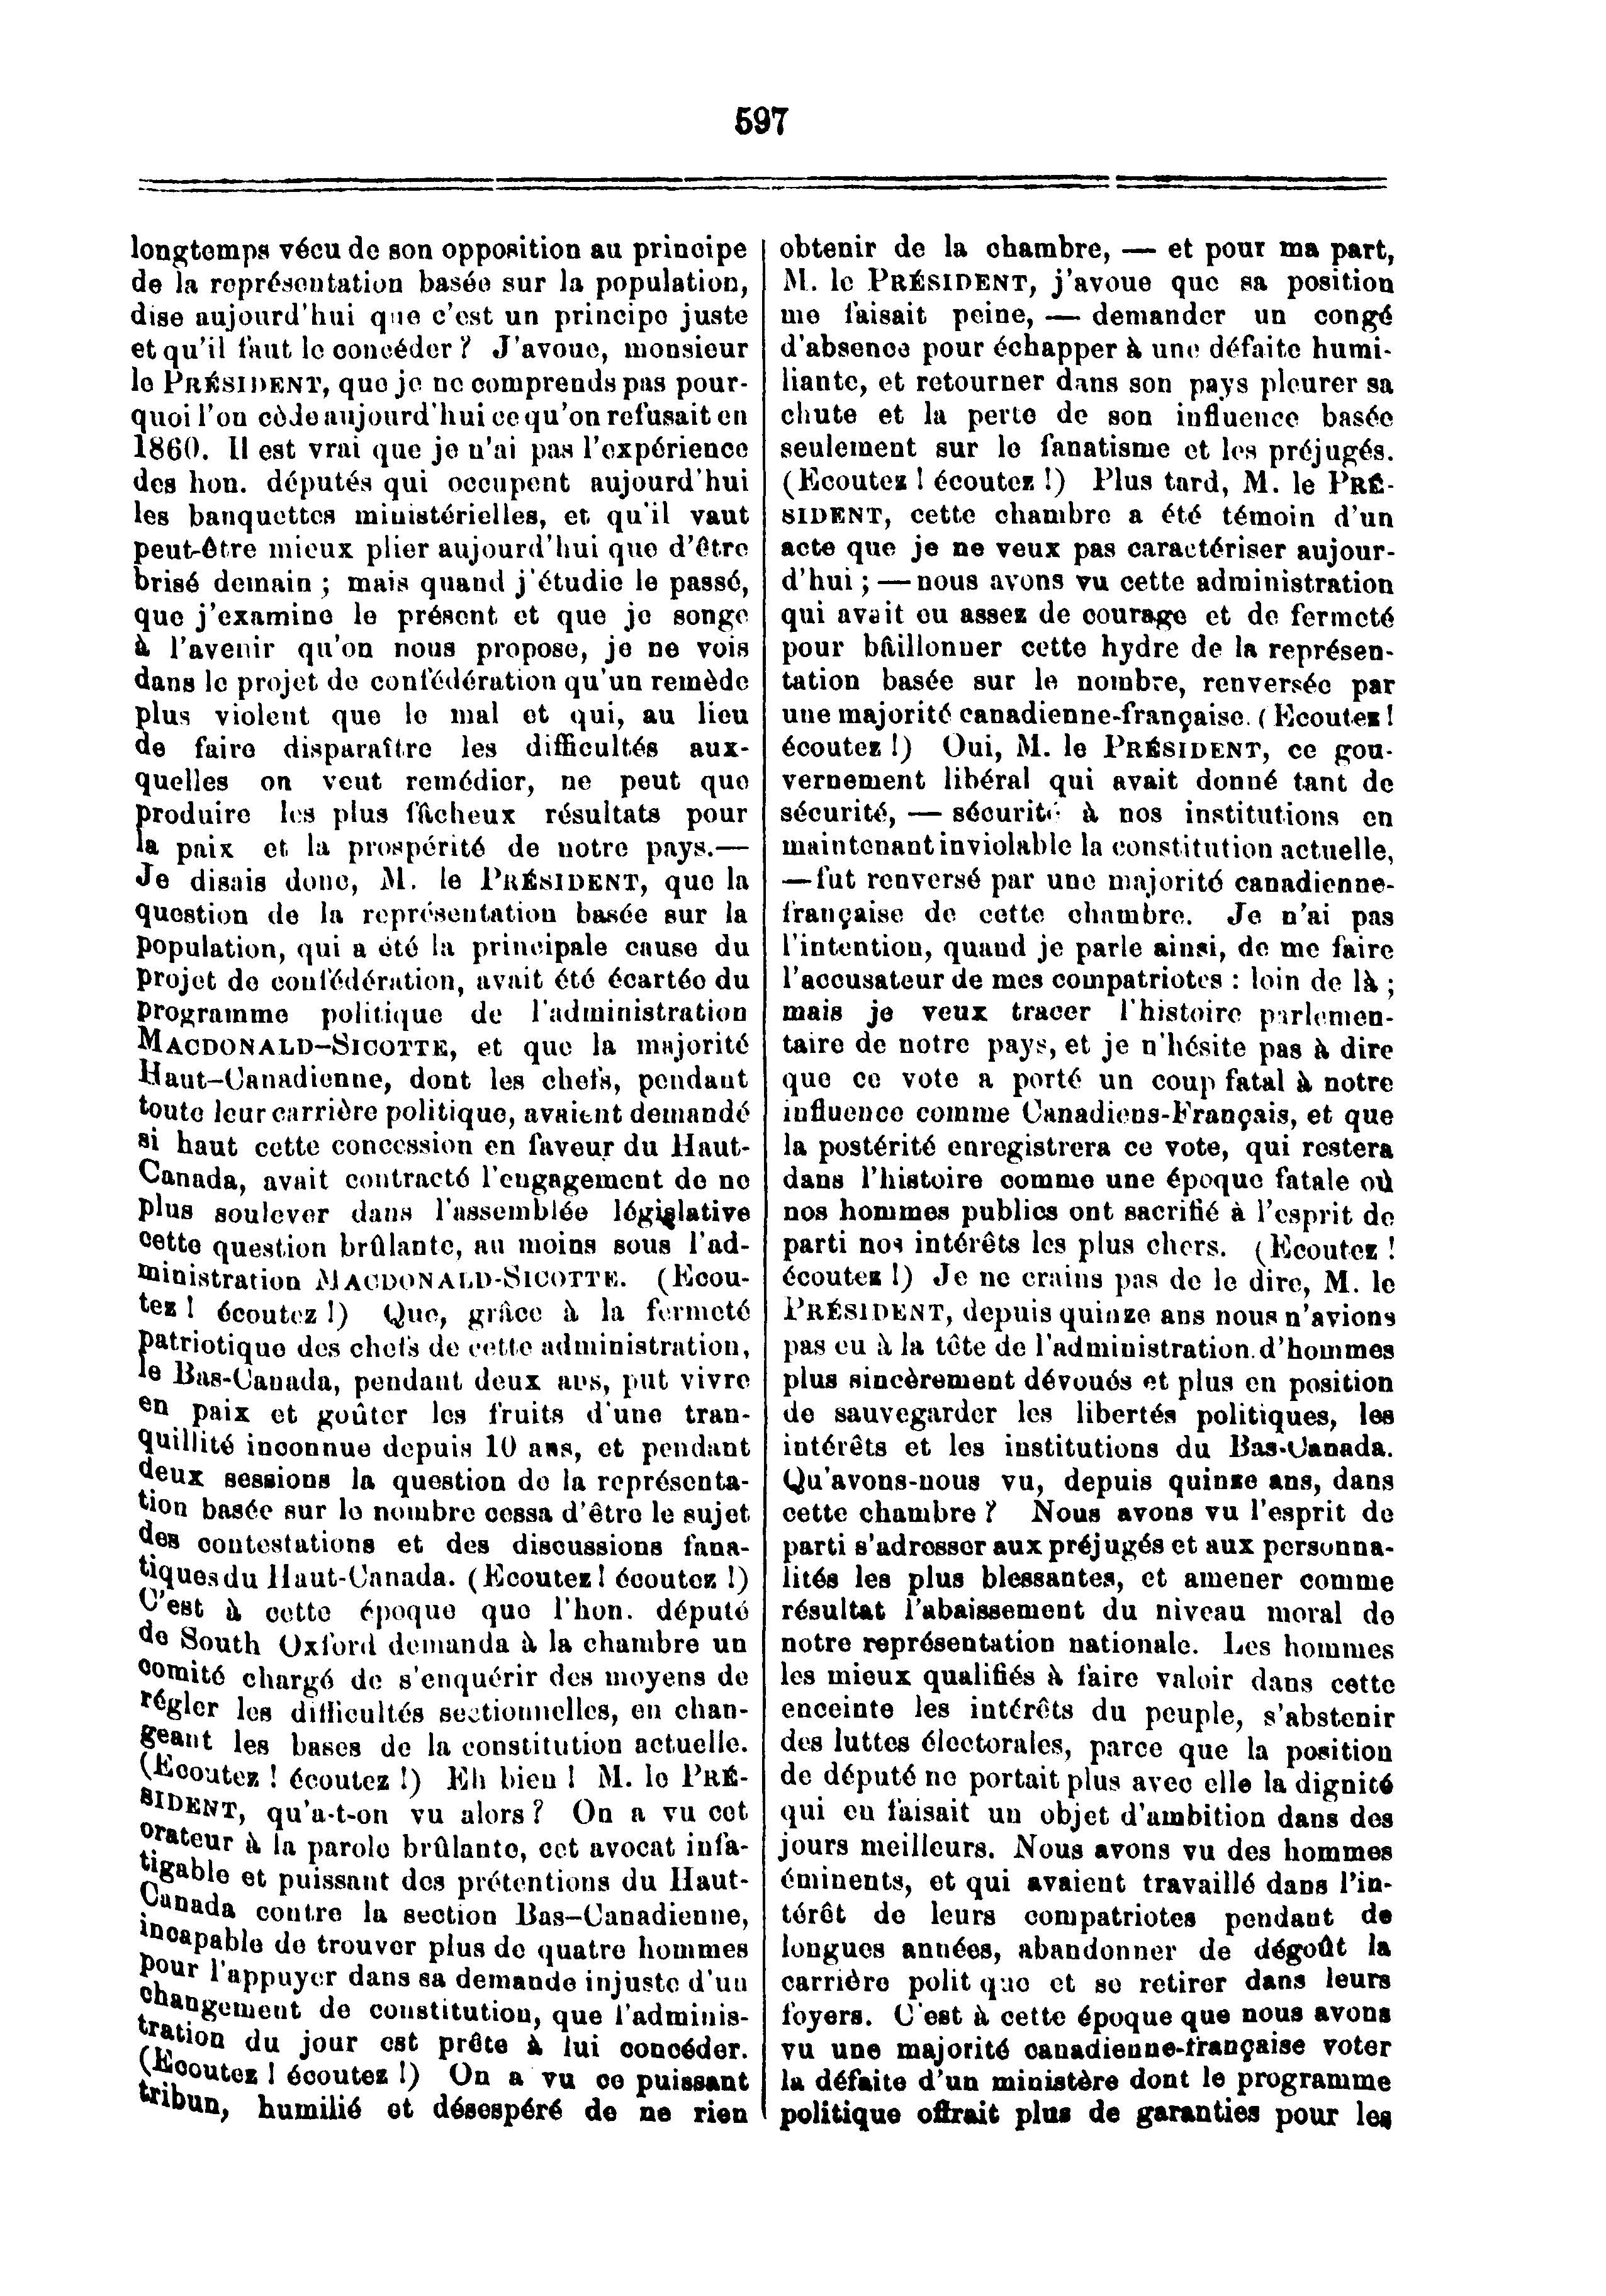 597
longtemps vécu de son opposition au principe
de la représentation basée sur la population,
dise aujourd'hui que c'est un principe juste
et qu'il faut le concéder ? J'avoue, monsieur
le PRÉSIDENT, que je ne comprends pas pour-
quoi l'on cède aujourd'hui ce qu'on refusait en
1860. Il est vrai que je n'ai pas l'expérience
des hon. députés qui occupent aujourd'hui
les banquettes ministérielles, et qu'il vaut
peut-être mieux plier aujourd'hui que d'être
brisé demain ; mais quand j'étudie le passé,
que j'examine le présent et que je songe
à l'avenir qu'on nous propose, je ne vois
dans le projet de confédération qu'un remède
plus violent que le mal et qui, au lieu
de faire disparaître les difficultés aux-
quelles on veut remédier, ne peut que
produire les plus fâcheux résultats pour
la paix et la prospérité de notre pays.—
Je disais donc, M. le PRÉSIDENT, que la
question de la représentation basée sur la
population, qui a été la principale cause du
projet de confédération, avait été écartée du
programme politique de l'administration
MACDONALD-SICOTTE, et que la majorité
Haut-Canadienne, dont les chefs, pendant
toute leur carrière politique, avaient demandé
si haut cette concession en faveur du Haut-
Canada, avait contracté l'engagement de ne
plus soulever dans l'assemblée législative
cette question brûlante, au moins sous l'ad-
ministration MACDONALD-SICOTTE. (Ecou-
tez ! écoutez !) Que, grâce à la fermeté
patriotique des chefs de cette administration,
le Bas-Canada, pendant deux ans, put vivre
en paix et goûter les fruits d'une tran-
quillité inconnue depuis 10 ans, et pendant
deux sessions la question de la représenta-
tion basée sur le nombre cessa d'être le sujet
des contestations et des discussions fana-
tiques du Haut-Canada. (Ecoutez ! écoutez !)
C'est à cette époque que l'hon. député
de South Oxford demanda à la chambre un
comité chargé de s'enquérir des moyens de
régler les difficultés sectionnelles, en chan-
geant les bases de la constitution actuelle.
(Ecoutez ! écoutez !) Eh bien ! M. le PRÉ-
SIDENT, qu'a-t-on vu alors ? On a vu cet
orateur à la parole brûlante, cet avocat infa-
tigable et puissant des prétentions du Haut-
Canada contre la section Bas-Canadienne,
incapable de trouver plus de quatre hommes
pour l'appuyer dans sa demande injuste d'un
changement de constitution, que l'adminis-
tration du jour est prête à lui concéder.
(Ecoutez ! écoutez !) On a vu ce puissant
tribun, humilié et désespéré de ne rien
obtenir de la chambre, — et pour ma part,
M. le PRÉSIDENT, j'avoue que sa position
me faisait peine, — demander un congé
d'absence pour échapper à une défaite humi-
liante, et retourner dans son pays pleurer sa
chute et la perte de son influence basée
seulement sur le fanatisme et les préjugés.
(Ecoutez ! écoutez !) Plus tard, M. le PRÉ-
SIDENT, cette chambre a été témoin d'un
acte que je ne veux pas caractériser aujour-
d'hui ; — nous avons vu cette administration
qui avait eu assez de courage et de fermeté
pour bâillonner cette hydre de la représen-
tation basée sur le nombre, renversée par
une majorité canadienne-française. (Ecoutez !
écoutez !) Oui, M. le PRÉSIDENT, ce gou-
vernement libéral qui avait donné tant de
sécurité, — sécurité à nos institutions en
maintenant inviolable la constitution actuelle,
—fut renversé par une majorité canadienne-
française de cette chambre. Je n'ai pas
l'intention, quand je parle ainsi, de me faire
l'accusateur de mes compatriotes : loin de là ;
mais je veux tracer l'histoire parlemen-
taire de notre pays, et je n'hésite pas à dire
que ce vote a porté un coup fatal à notre
influence comme Canadiens-Français, et que
la postérité enregistrera ce vote, qui restera
dans l'histoire comme une époque fatale où
nos hommes publics ont sacrifié à l'esprit de
parti nos intérêts les plus chers. (Ecoutez !
écoutez !) Je ne crains pas de le dire, M. le
PRÉSIDENT, depuis quinze ans nous n'avions
pas eu à la tête de l'administration. d'hommes
plus sincèrement dévoués et plus en position
de sauvegarder les libertés politiques, les
intérêts et les institutions du Bas-Canada.
Qu'avons-nous vu, depuis quinze ans, dans
cette chambre ? Nous avons vu l'esprit de
parti s'adresser aux préjugés et aux personna-
lités les plus blessantes, et amener comme
résultat l'abaissement du niveau moral de
notre représentation nationale. Les hommes
les mieux qualifiés à faire valoir dans cette
enceinte les intérêts du peuple, s'abstenir
des luttes électorales, parce que la position
de député ne portait plus avec elle la dignité
qui en faisait un objet d'ambition dans des
jours meilleurs. Nous avons vu des hommes
éminents, et qui avaient travaillé dans l'in-
térêt de leurs compatriotes pendant de
longues années, abandonner de dégoût la
carrière polit que et se retirer dans leurs
foyers. C'est à cette époque que nous avons
vu une majorité canadienne-française voter
la défaite d'un ministère dont le programme
politique offrait plus de garanties pour les